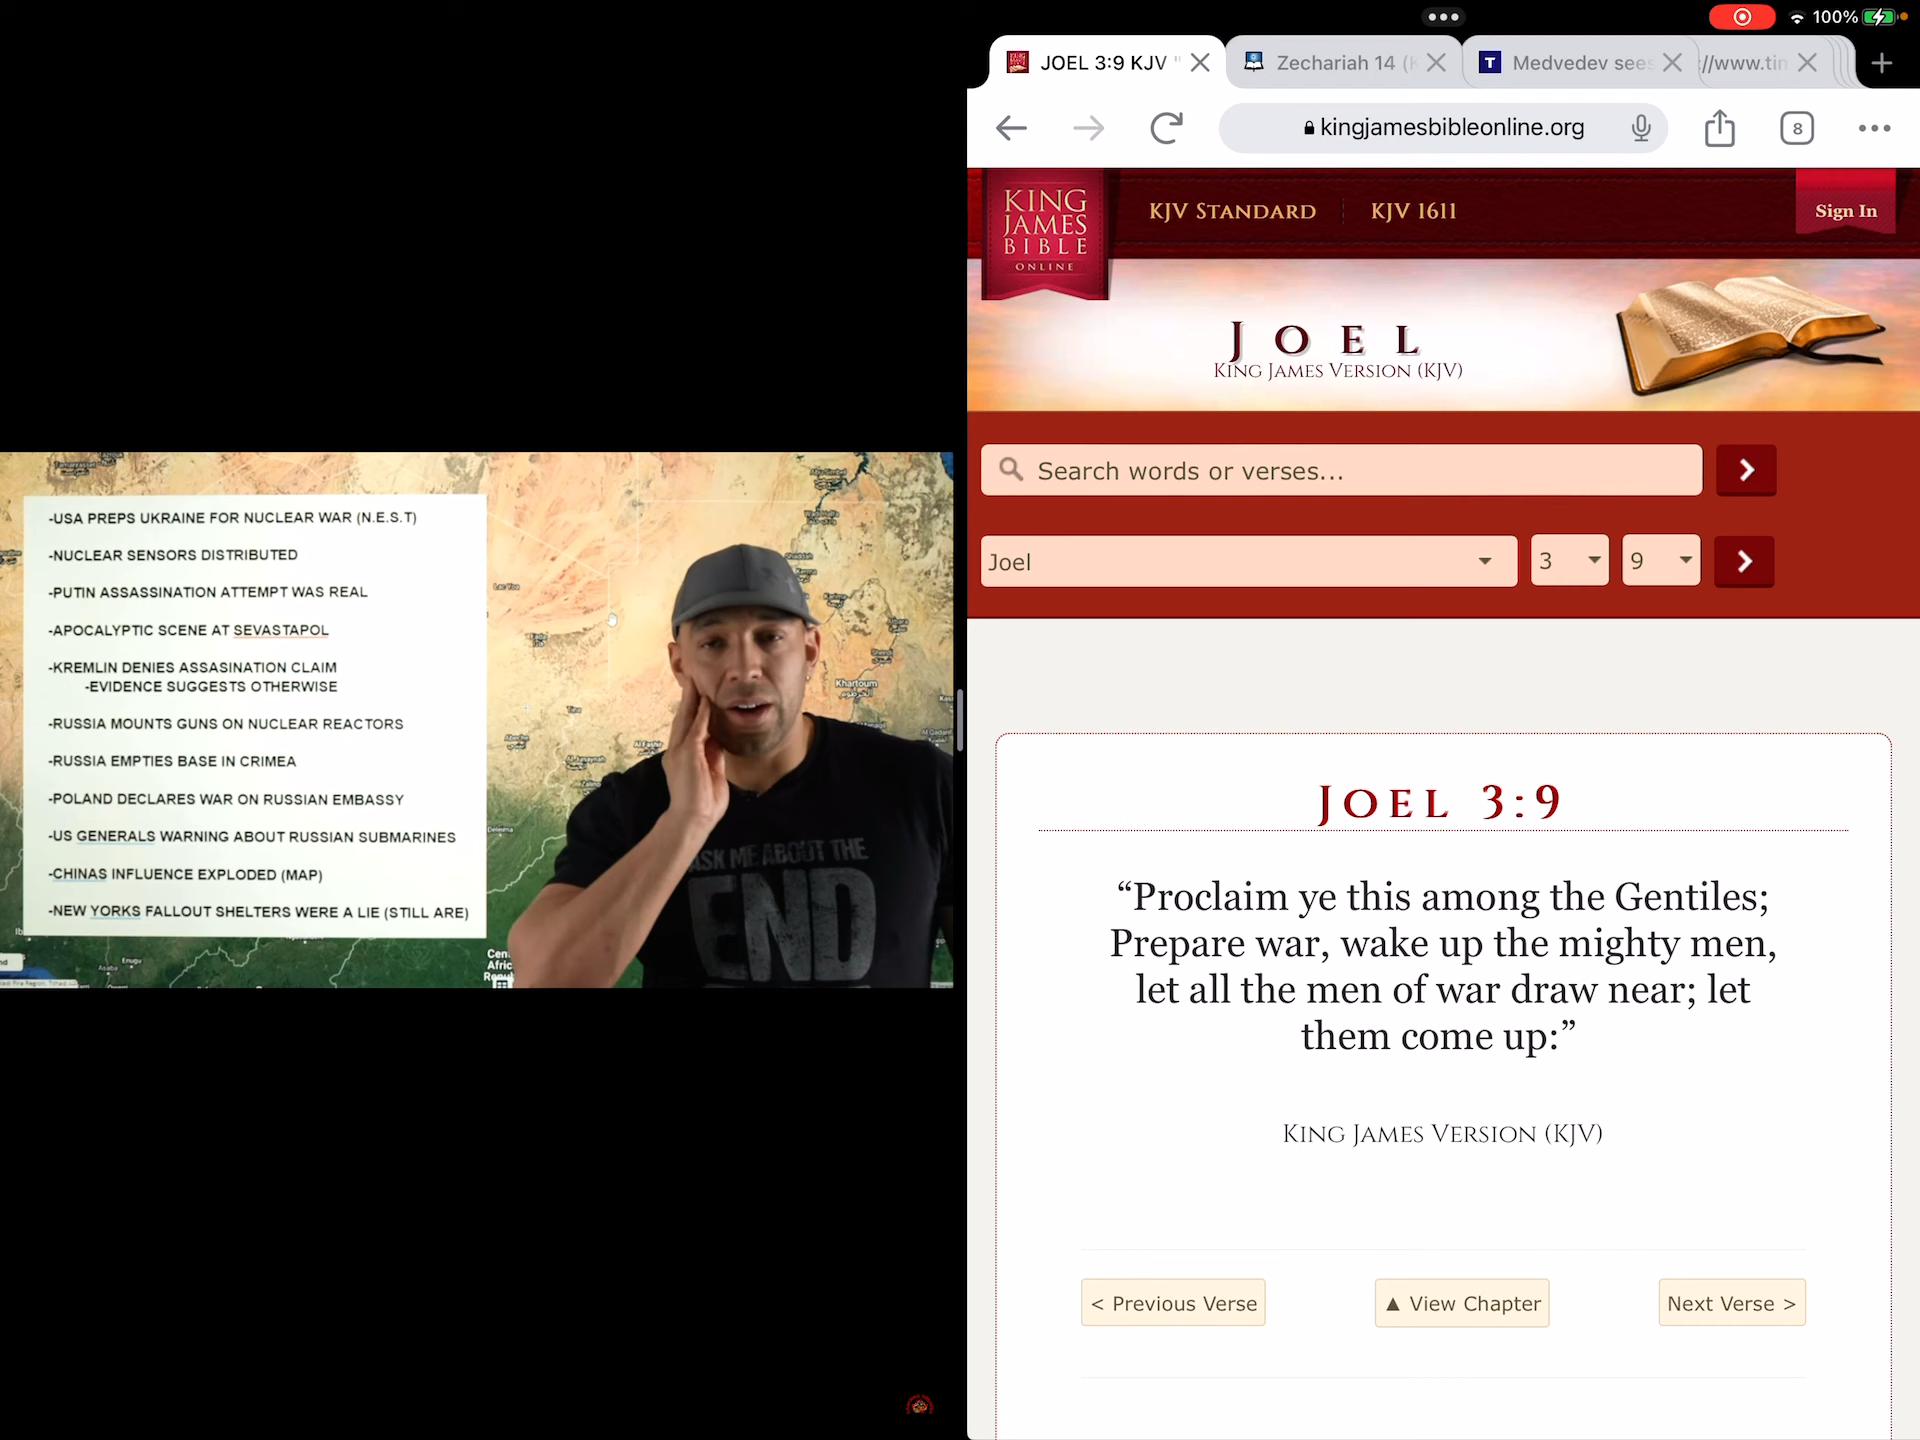 100%
JOEL 3:9 KJV "
Zechariah 14 (
T Medvedev sees
://www.tin
kingjamesbibleonline.org
8
KING
JAMES
BIBLE
ONLINE
KJV STANDARD
KJV 1611
Sign In
JOEL
KING JAMES VERSION (KJV)
Search words or verses...
Joel
3
9
JOEL 3:9
“Proclaim ye this among the Gentiles;
Prepare war, wake up the mighty men,
let all the men of war draw near; let
them come up:”
KING JAMES VERSION (KJV)
< Previous Verse
▲ View Chapter
Next Verse >
-USA PREPS UKRAINE FOR NUCLEAR WAR (N.E.S.T)
-NUCLEAR SENSORS DISTRIBUTED
-PUTIN ASSASSINATION ATTEMPT WAS REAL
-APOCALYPTIC SCENE AT SEVASTAPOL
-KREMLIN DENIES ASSASINATION CLAIM
-EVIDENCE SUGGESTS OTHERWISE
-RUSSIA MOUNTS GUNS ON NUCLEAR REACTORS
-RUSSIA EMPTIES BASE IN CRIMEA
-POLAND DECLARES WAR ON RUSSIAN EMBASSY
-US GENERALS WARNING ABOUT RUSSIAN SUBMARINES
-CHINAS INFLUENCE EXPLODED (MAP)
-NEW YORKS FALLOUT SHELTERS WERE A LIE (STILL ARE)
ASK ME ABOUT THE
END
Khartoum
Enugu
Asaba